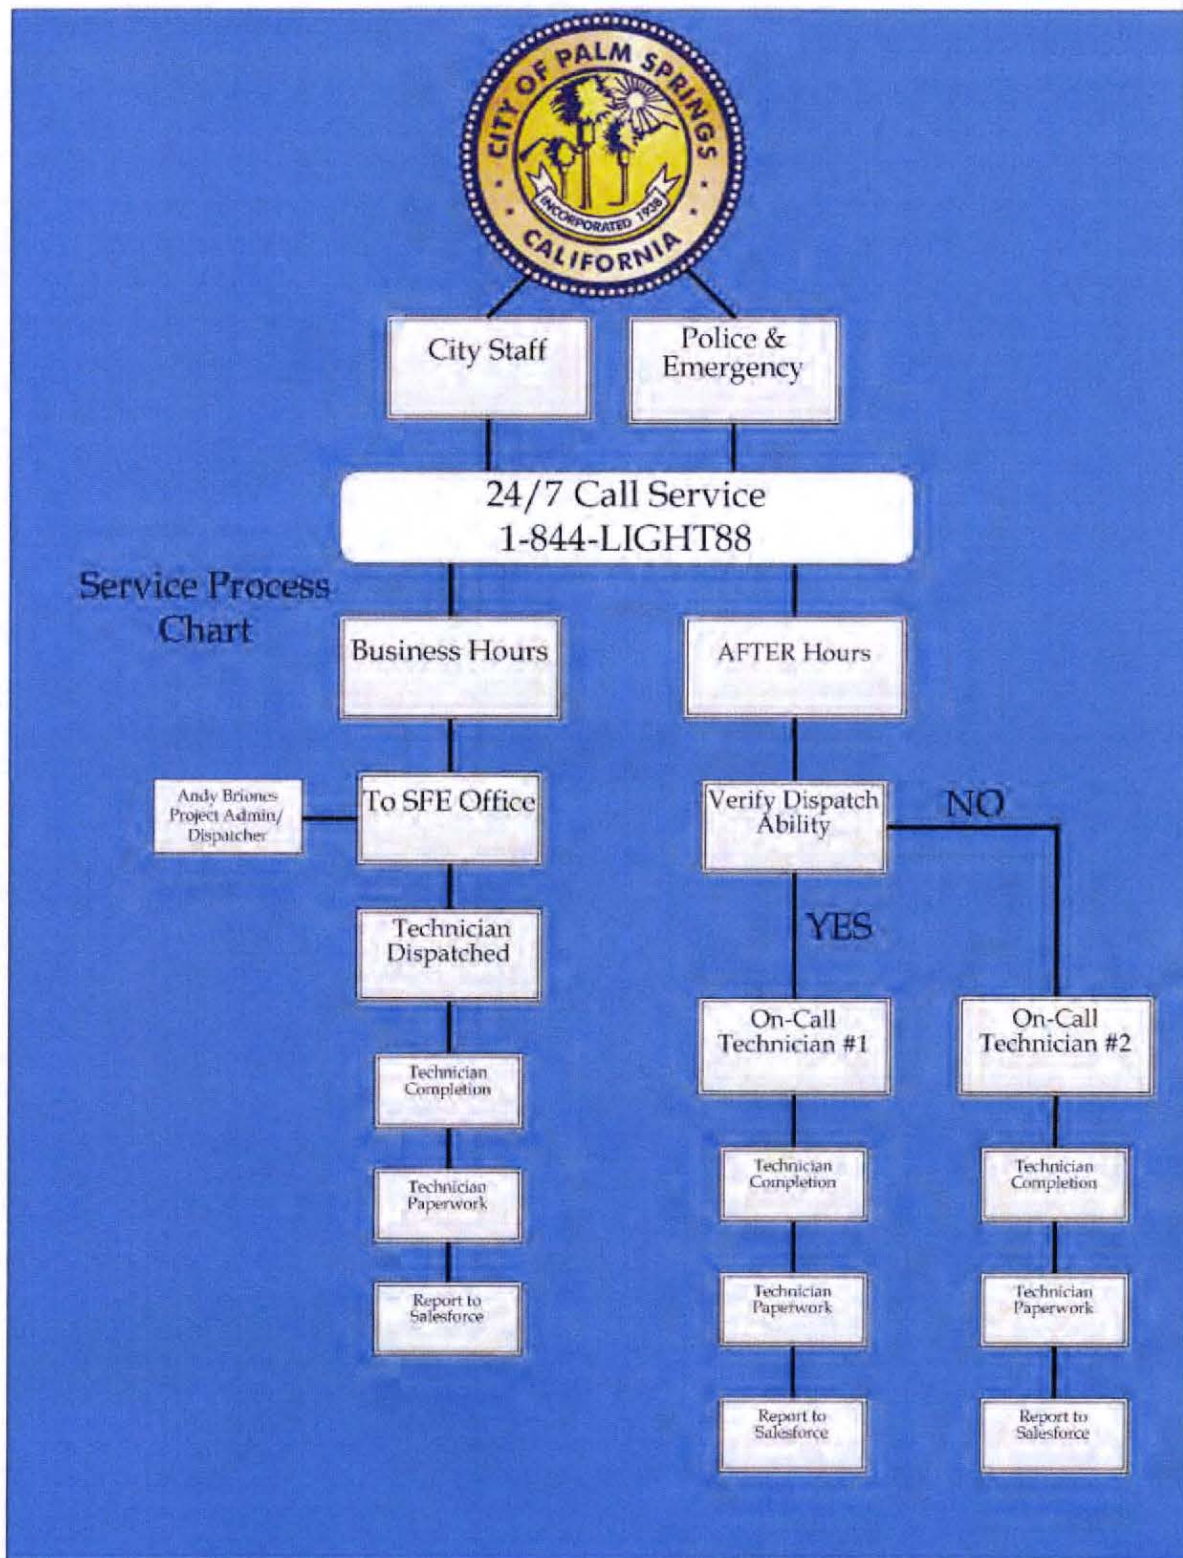 CITY OF PALM SPRINGS
INCORPORATED 1938
CALIFORNIA
City Staff
Police &
Emergency
24/7 Call Service
1-844-LIGHT88
Service Process
Chart
Business Hours
AFTER Hours
Andy Briones
Project Admin/
Dispatcher
To SFE Office
Verify Dispatch
Ability
NO
Technician
Dispatched
YES
On-Call
Technician #1
On-Call
Technician #2
Technician
Completion
Technician
Paperwork
Report to
Salesforce
Technician
Completion
Technician
Paperwork
Report to
Salesforce
Technician
Completion
Technician
Paperwork
Report to
Salesforce